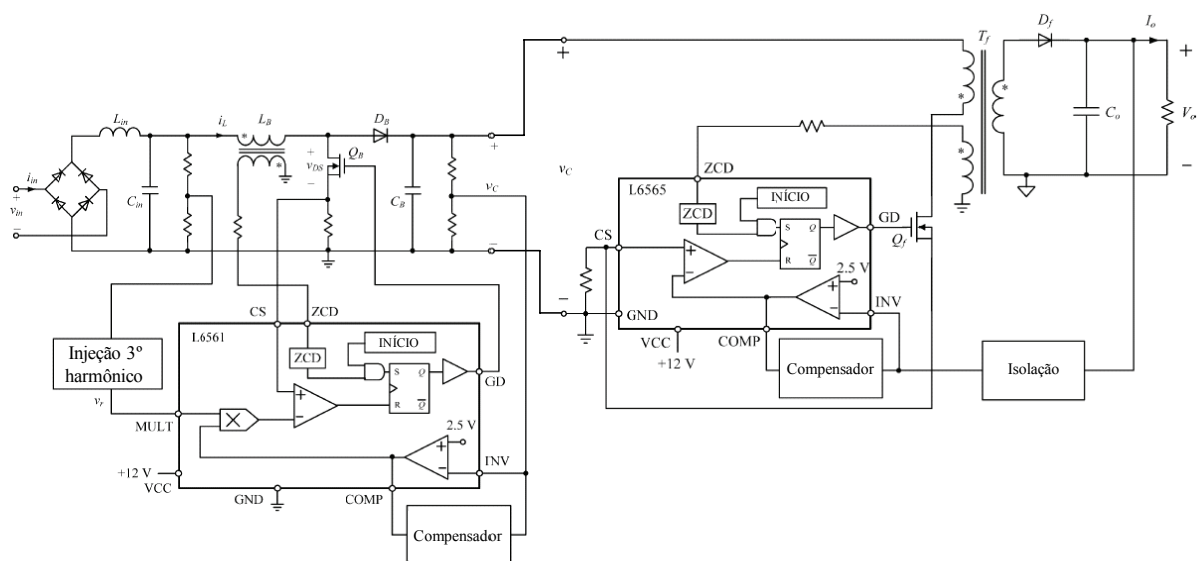 T_f
D_f
I_o
+
C_o
V_o
−
L_in
i_L
L_B
D_B
+
i_in
+
v_in
−
C_in
+
v_DS
−
Q_B
C_B
+
v_C
−
+
v_C
−
ZCD
L6565
INÍCIO
ZCD
S
Q
R
Q̅
GD
Q_f
CS
+
−
2.5 V
+
−
INV
GND
VCC
+12 V
COMP
Compensador
Isolação
Injeção 3º
harmônico
v_r
CS
ZCD
L6561
INÍCIO
ZCD
S
Q
R
Q̅
GD
+
−
MULT
2.5 V
+
−
INV
+12 V
VCC
GND
COMP
Compensador